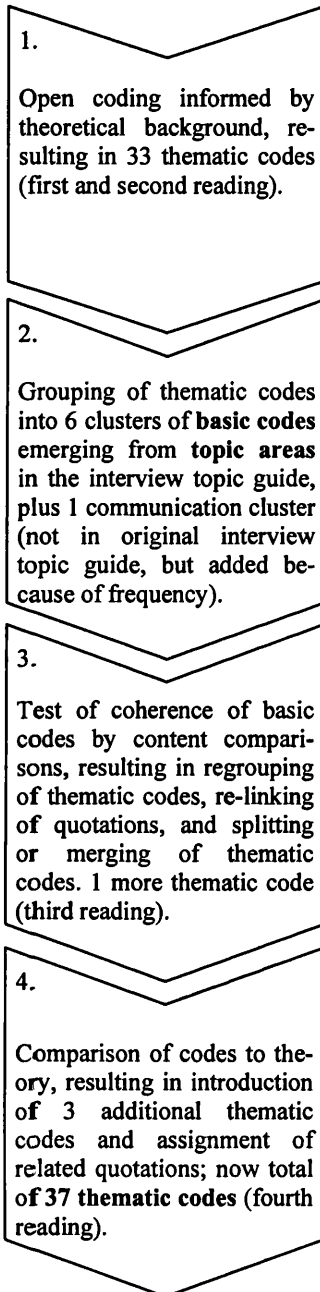 1.
Open coding informed by
theoretical background, re-
sulting in 33 thematic codes
(first and second reading).
2.
Grouping of thematic codes
into 6 clusters of basic codes
emerging from topic areas
in the interview topic guide,
plus 1 communication cluster
(not in original interview
topic guide, but added be-
cause of frequency).
3.
Test of coherence of basic
codes by content compari-
sons, resulting in regrouping
of thematic codes, re-linking
of quotations, and splitting
or merging of thematic
codes. 1 more thematic code
(third reading).
4.
Comparison of codes to the-
ory, resulting in introduction
of 3 additional thematic
codes and assignment of
related quotations; now total
of 37 thematic codes (fourth
reading).